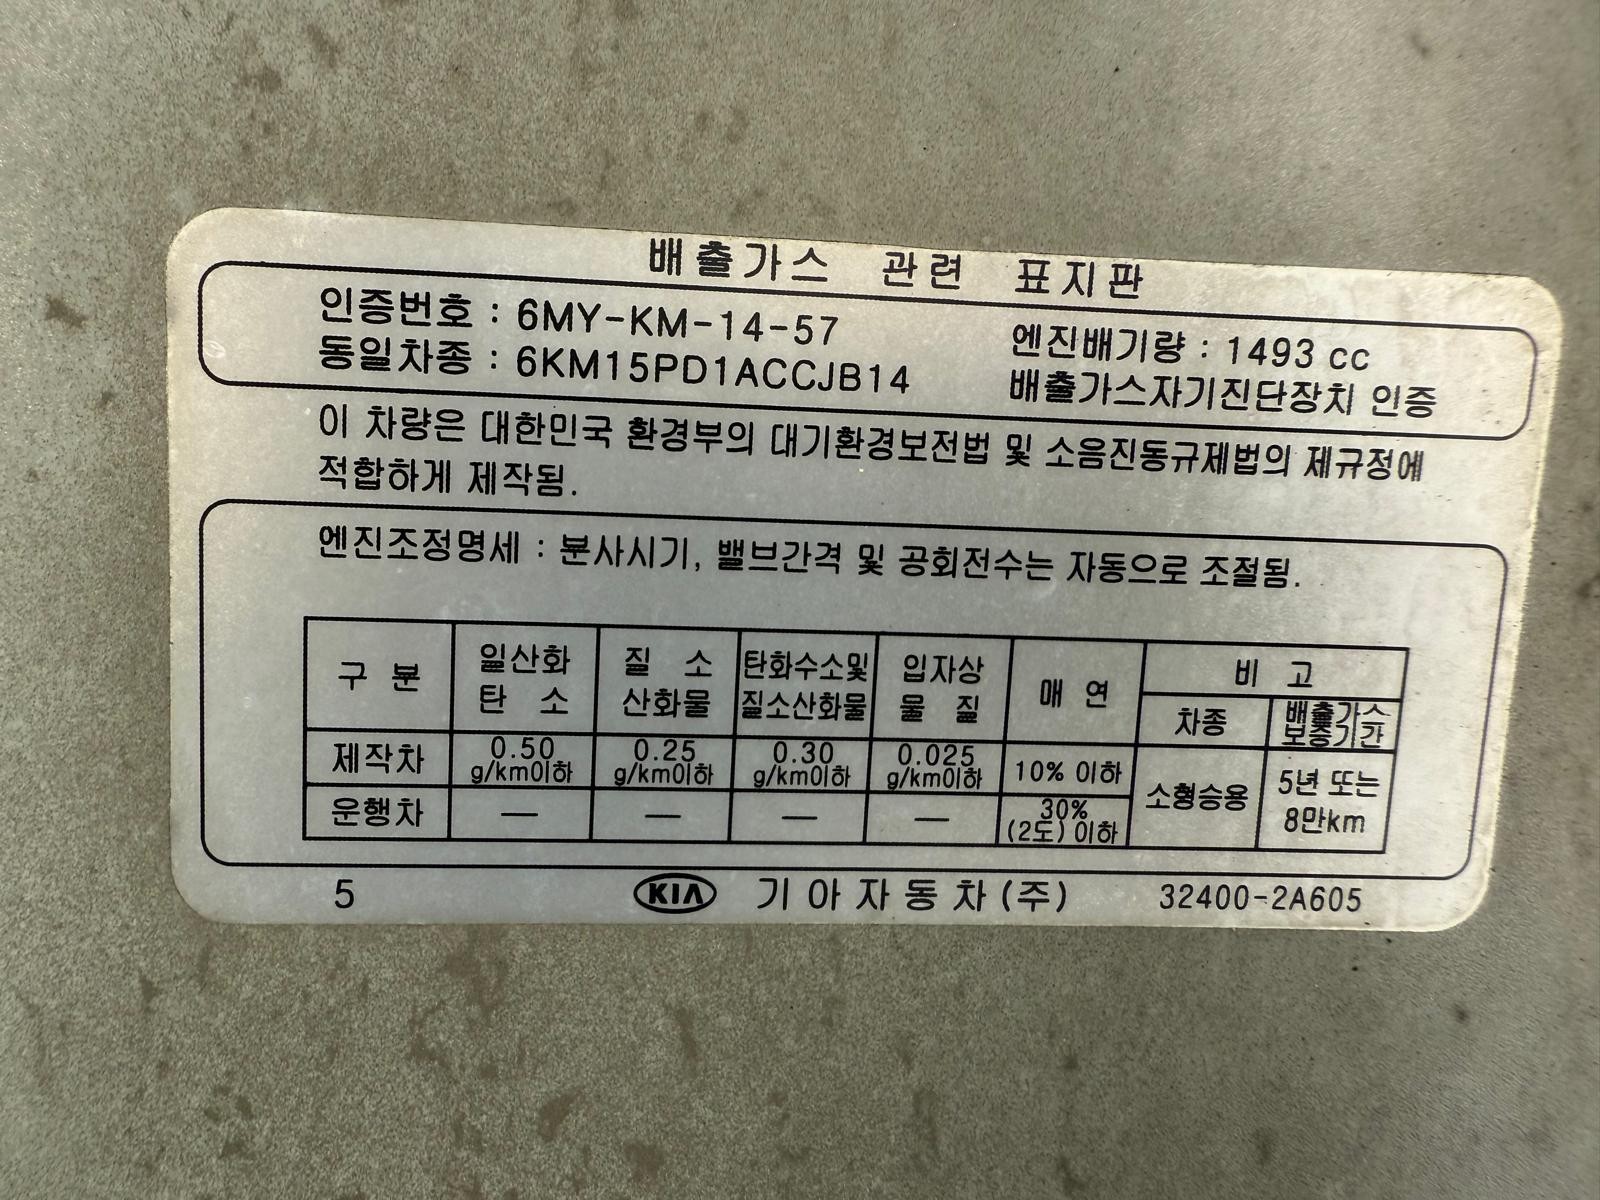 배출가스 관련 표지판
인증번호 : 6MY-KM-14-57 엔진배기량 : 1493 cc
동일차종 : 6KM15PD1ACCJB14 배출가스자기진단장치 인증
이 차량은 대한민국 환경부의 대기환경보전법 및 소음진동규제법의 제규정에
적합하게 제작됨.
엔진조정명세 : 분사시기, 밸브간격 및 공회전수는 자동으로 조절됨.
구 분 일산화 탄 소 질 소 산화물 탄화수소및 질소산화물 입자상 물 질 매 연 비 고
차종 배출가스 보증기간
제작차 0.50 g/km이하 0.25 g/km이하 0.30 g/km이하 0.025 g/km이하 10% 이하 소형승용 5년 또는 8만km
운행차 — — — — 30% (2도) 이하
5 KIA 기아자동차(주) 32400-2A605